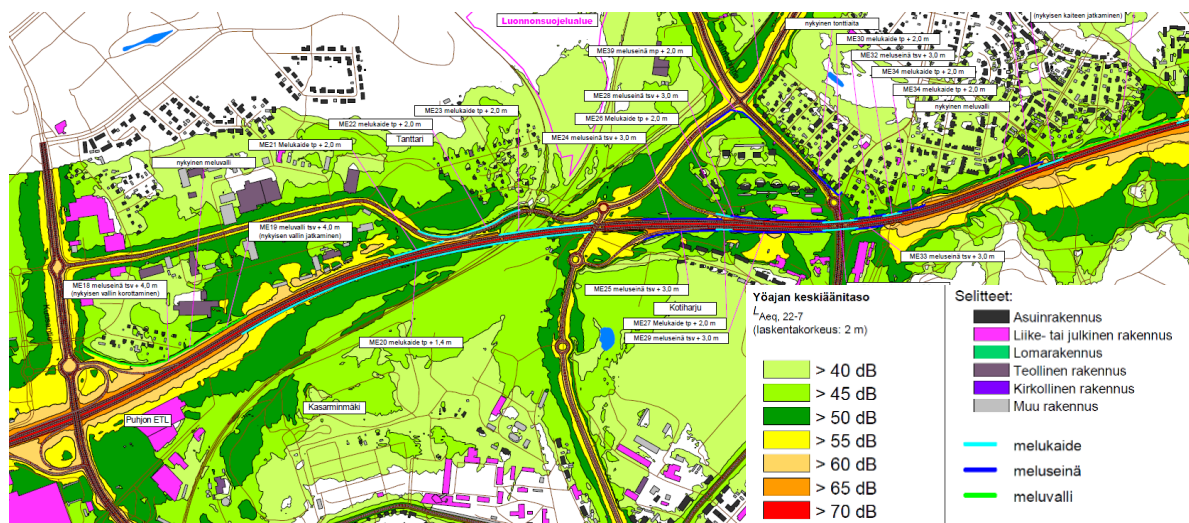 Luonnonsuojelualue
(nykyisen kaiteen jatkaminen)
nykyinen tonttiaita
ME30 melukaide tp + 2,0 m
ME39 meluseinä mp + 2,0 m
ME32 meluseinä tsv + 3,0 m
ME34 melukaide tp + 2,0 m
ME34 melukaide tp + 2,0 m
nykyinen meluvalli
ME28 meluseinä tsv + 3,0 m
ME23 melukaide tp + 2,0 m
ME26 Melukaide tp + 2,0 m
ME22 melukaide tp + 2,0 m
ME24 meluseinä tsv + 3,0 m
Tanttari
ME21 Melukaide tp + 2,0 m
nykyinen meluvalli
ME19 meluvalli tsv + 4,0 m
(nykyisen vallin jatkaminen)
ME33 meluseinä tsv + 3,0 m
ME18 meluseinä tsv + 4,0 m
(nykyisen vallin korottaminen)
ME25 meluseinä tsv + 3,0 m
Kotiharju
ME27 Melukaide tp + 2,0 m
ME29 meluseinä tsv + 3,0 m
ME20 melukaide tp + 1,4 m
Kasarminmäki
Puhjon ETL
Yöajan keskiäänitaso
LAeq, 22-7
(laskentakorkeus: 2 m)
> 40 dB
> 45 dB
> 50 dB
> 55 dB
> 60 dB
> 65 dB
> 70 dB
Selitteet:
Asuinrakennus
Liike- tai julkinen rakennus
Lomarakennus
Teollinen rakennus
Kirkollinen rakennus
Muu rakennus
melukaide
meluseinä
meluvalli